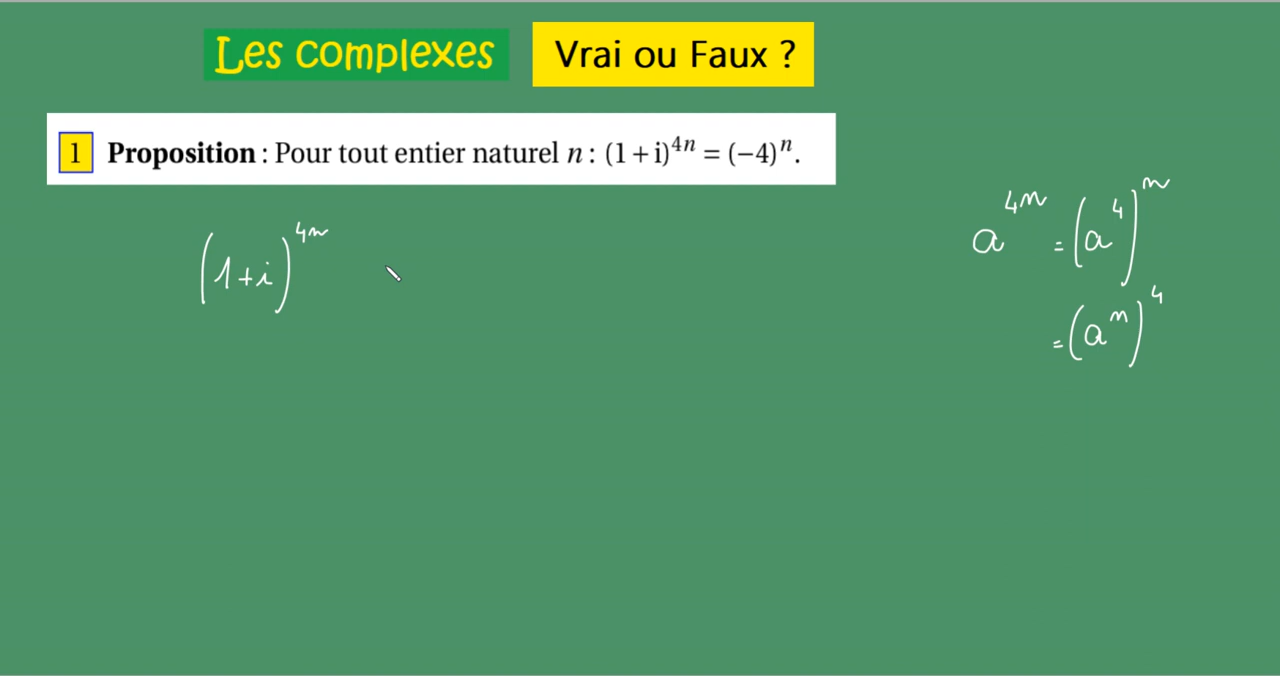 Les complexes Vrai ou Faux ?
1 Proposition : Pour tout entier naturel n : (1 + i)^{4n} = (−4)^n.
(1+i)^{4n}
a^{4n} = (a^4)^n
= (a^n)^4